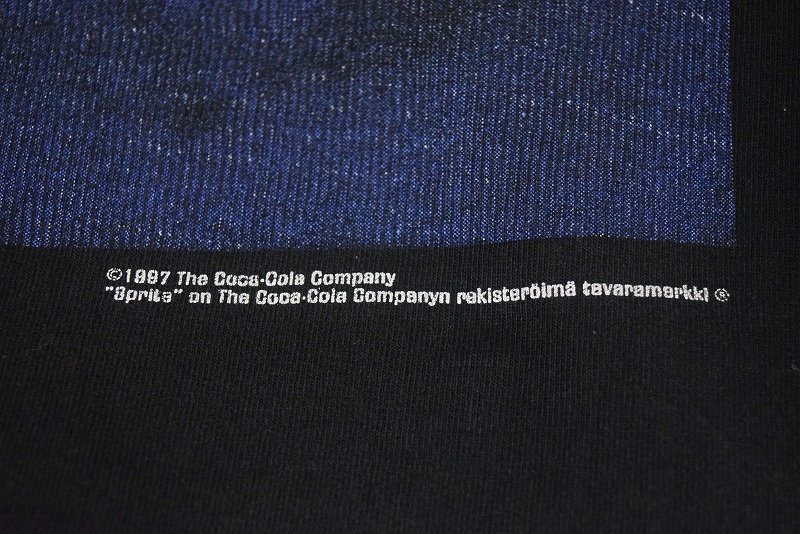 ©1997 The Coca-Cola Company
"Sprite" on The Coca-Cola Companyn rekisteröimä tavaramerkki ®